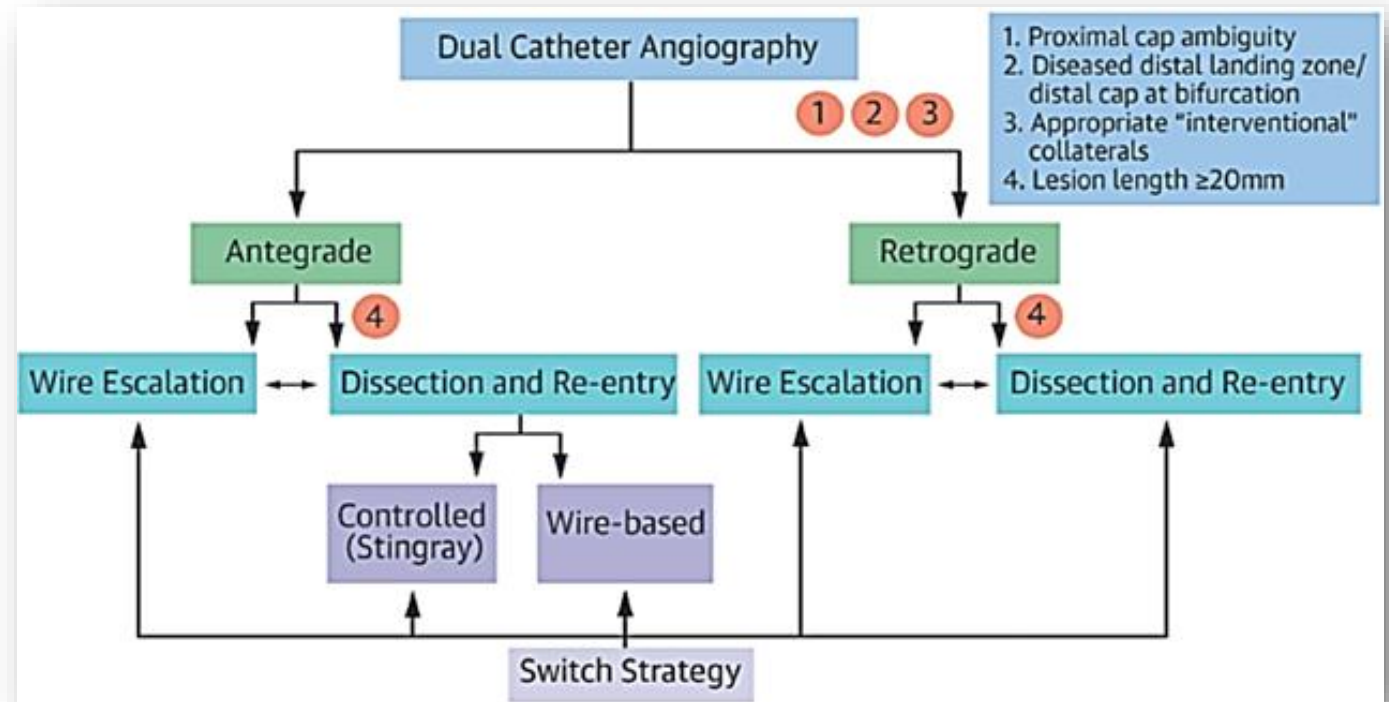 Dual Catheter Angiography
1. Proximal cap ambiguity
2. Diseased distal landing zone/
distal cap at bifurcation
3. Appropriate "interventional"
collaterals
4. Lesion length ≥20mm
1 2 3
Antegrade
Retrograde
4
4
Wire Escalation
Dissection and Re-entry
Wire Escalation
Dissection and Re-entry
Controlled
(Stingray)
Wire-based
Switch Strategy